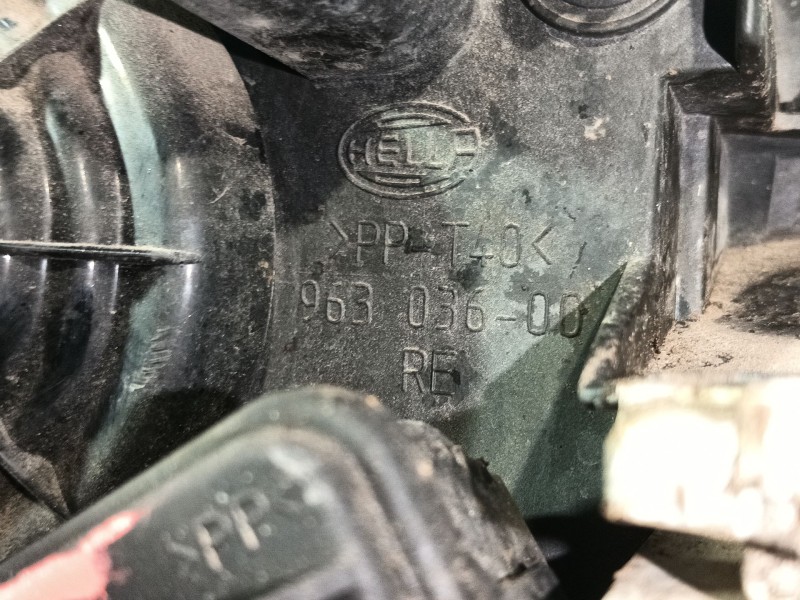 HELLA
>PP-T40<
963 036-00
RE
>PP<